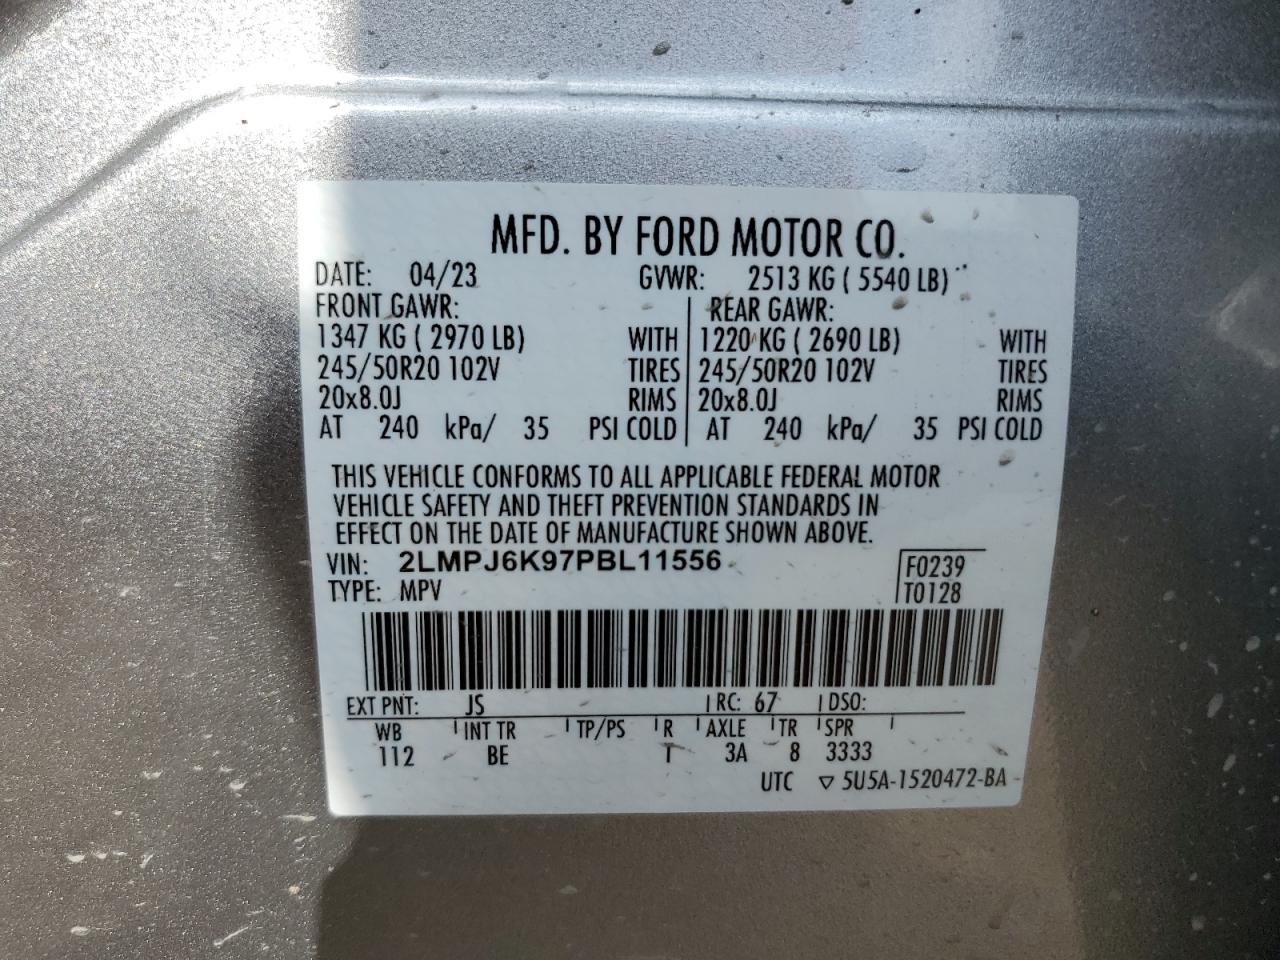 MFD. BY FORD MOTOR CO.
DATE: 04/23 GVWR: 2513 KG ( 5540 LB)
FRONT GAWR: REAR GAWR:
1347 KG ( 2970 LB) WITH 1220 KG ( 2690 LB) WITH
245/50R20 102V TIRES 245/50R20 102V TIRES
20x8.0J RIMS 20x8.0J RIMS
AT 240 kPa/ 35 PSI COLD AT 240 kPa/ 35 PSI COLD
THIS VEHICLE CONFORMS TO ALL APPLICABLE FEDERAL MOTOR
VEHICLE SAFETY AND THEFT PREVENTION STANDARDS IN
EFFECT ON THE DATE OF MANUFACTURE SHOWN ABOVE.
VIN: 2LMPJ6K97PBL11556 F0239
TYPE: MPV T0128
EXT PNT: JS RC: 67 DSO:
WB INT TR TP/PS R AXLE TR SPR
112 BE 3A 8 3333
UTC ▽ 5U5A-1520472-BA